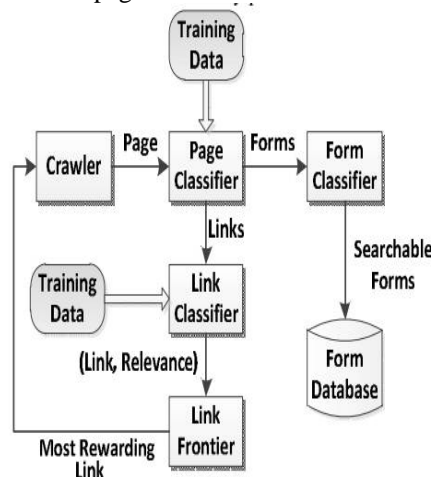 Training
Data
Page
Forms
Crawler
Page
Classifier
Form
Classifier
Links
Searchable
Forms
Training
Data
Link
Classifier
(Link, Relevance)
Form
Database
Link
Frontier
Most Rewarding
Link